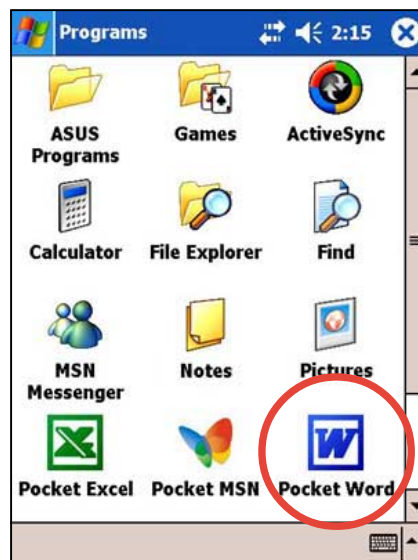 Programs 2:15
ASUS Programs Games ActiveSync
Calculator File Explorer Find
MSN Messenger Notes Pictures
Pocket Excel Pocket MSN Pocket Word